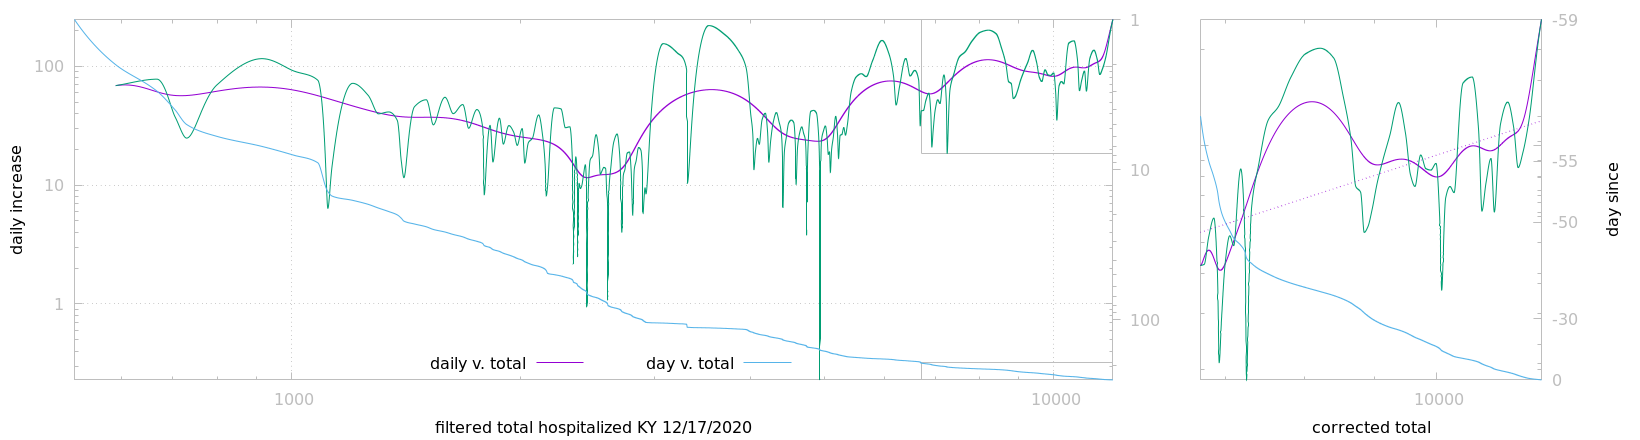 daily increase
100
10
1
1000
10000
1
10
100
daily v. total
day v. total
filtered total hospitalized KY 12/17/2020
-59
-55
-50
-30
0
10000
day since
corrected total